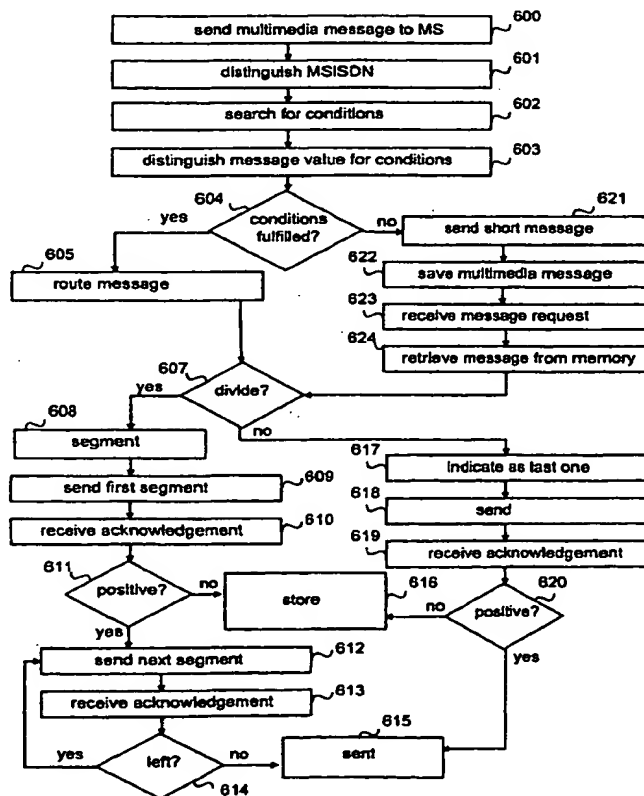 send multimedia message to MS 600
distinguish MSISDN 601
search for conditions 602
distinguish message value for conditions 603
604 conditions fulfilled?
yes
no
605
route message
621
send short message
622
save multimedia message
623
receive message request
624
retrieve message from memory
607
divide?
yes
no
608
segment
send first segment 609
receive acknowledgement 610
611
positive?
no
yes
616
store
617
indicate as last one
618
send
619
receive acknowledgement
620
positive?
no
yes
send next segment 612
receive acknowledgement 613
left?
yes
no
614
615
sent